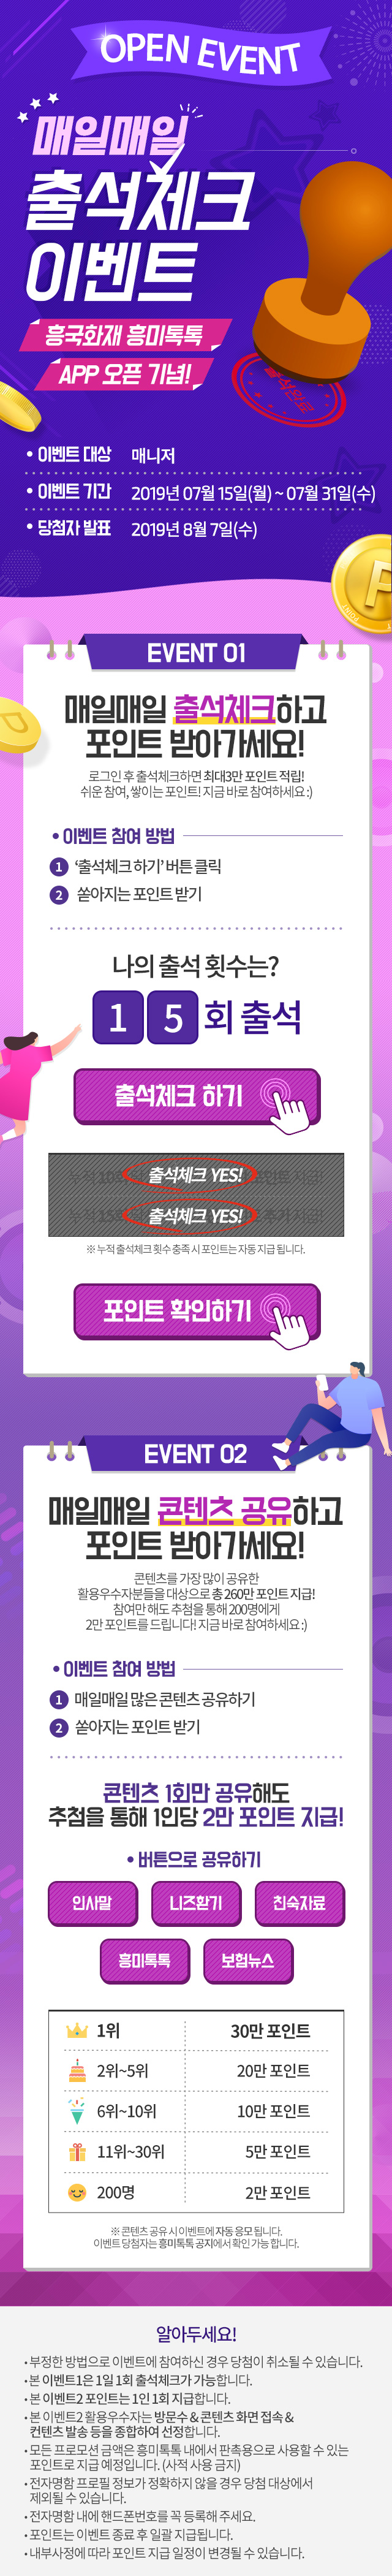 OPEN EVENT
매일매일
출석체크
이벤트
흥국화재 흥미톡톡
APP 오픈 기념!
출석완료
• 이벤트 대상 매니저
• 이벤트 기간 2019년 07월 15일(월) ~ 07월 31일(수)
• 당첨자 발표 2019년 8월 7일(수)
P
POINT
EVENT 01
매일매일 출석체크하고
포인트 받아가세요!
로그인 후 출석체크하면 최대3만 포인트 적립!
쉬운 참여, 쌓이는 포인트! 지금 바로 참여하세요 :)
• 이벤트 참여 방법
1 ‘출석체크 하기’ 버튼 클릭
2 쏟아지는 포인트 받기
나의 출석 횟수는?
1 5 회 출석
출석체크 하기
누적 10 출석체크 YES! 포인트 지급!
누적 15 출석체크 YES! 추가
※ 누적 출석체크 횟수 충족 시 포인트는 자동 지급 됩니다.
포인트 확인하기
EVENT 02
매일매일 콘텐츠 공유하고
포인트 받아가세요!
콘텐츠를 가장 많이 공유한
활용우수자분들을 대상으로 총 260만 포인트 지급!
참여만 해도 추첨을 통해 200명에게
2만 포인트를 드립니다! 지금 바로 참여하세요 :)
• 이벤트 참여 방법
1 매일매일 많은 콘텐츠 공유하기
2 쏟아지는 포인트 받기
콘텐츠 1회만 공유해도
추첨을 통해 1인당 2만 포인트 지급!
• 버튼으로 공유하기
인사말 니즈환기 친숙자료
흥미톡톡 보험뉴스
1위 30만 포인트
2위~5위 20만 포인트
6위~10위 10만 포인트
11위~30위 5만 포인트
200명 2만 포인트
※ 콘텐츠 공유 시 이벤트에 자동 응모 됩니다.
이벤트 당첨자는 흥미톡톡 공지에서 확인 가능 합니다.
알아두세요!
• 부정한 방법으로 이벤트에 참여하신 경우 당첨이 취소될 수 있습니다.
• 본 이벤트1은 1일 1회 출석체크가 가능합니다.
• 본 이벤트2 포인트는 1인 1회 지급합니다.
• 본 이벤트2 활용우수자는 방문수 & 콘텐츠 화면 접속 &
컨텐츠 발송 등을 종합하여 선정합니다.
• 모든 프로모션 금액은 흥미톡톡 내에서 판촉용으로 사용할 수 있는
포인트로 지급 예정입니다. (사적 사용 금지)
• 전자명함 프로필 정보가 정확하지 않을 경우 당첨 대상에서
제외될 수 있습니다.
• 전자명함 내에 핸드폰번호를 꼭 등록해 주세요.
• 포인트는 이벤트 종료 후 일괄 지급됩니다.
• 내부사정에 따라 포인트 지급 일정이 변경될 수 있습니다.